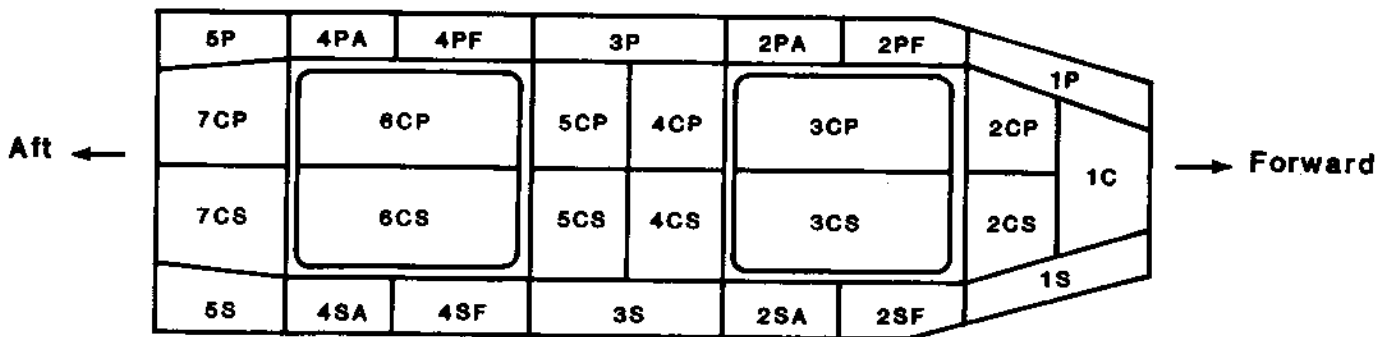 5P 4PA 4PF 3P 2PA 2PF
1P
7CP 6CP 5CP 4CP 3CP 2CP
Aft 1C Forward
7CS 6CS 5CS 4CS 3CS 2CS
1S
5S 4SA 4SF 3S 2SA 2SF